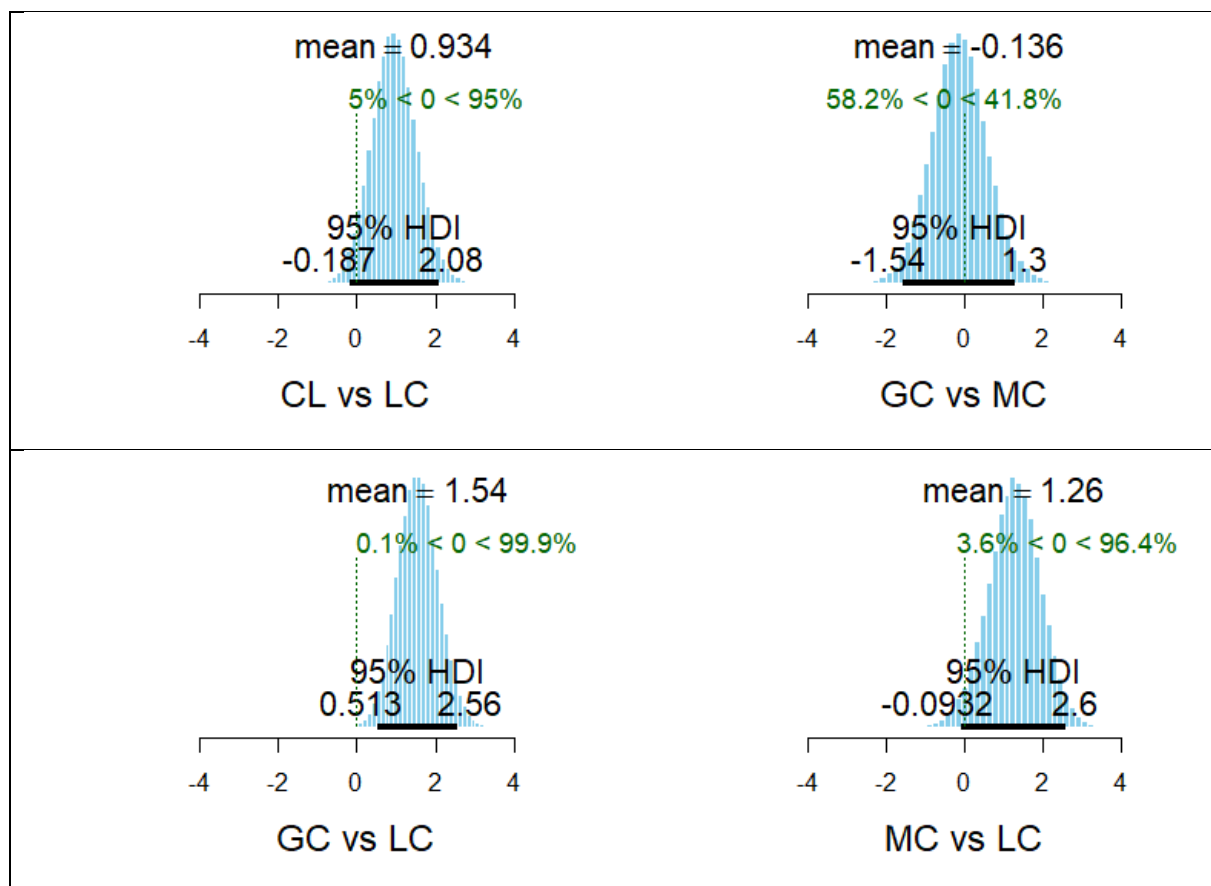 mean = 0.934
5% < 0 < 95%
95% HDI
-0.187 2.08
-4 -2 0 2 4
CL vs LC
mean = -0.136
58.2% < 0 < 41.8%
95% HDI
-1.54 1.3
-4 -2 0 2 4
GC vs MC
mean = 1.54
0.1% < 0 < 99.9%
95% HDI
0.513 2.56
-4 -2 0 2 4
GC vs LC
mean = 1.26
3.6% < 0 < 96.4%
95% HDI
-0.0932 2.6
-4 -2 0 2 4
MC vs LC